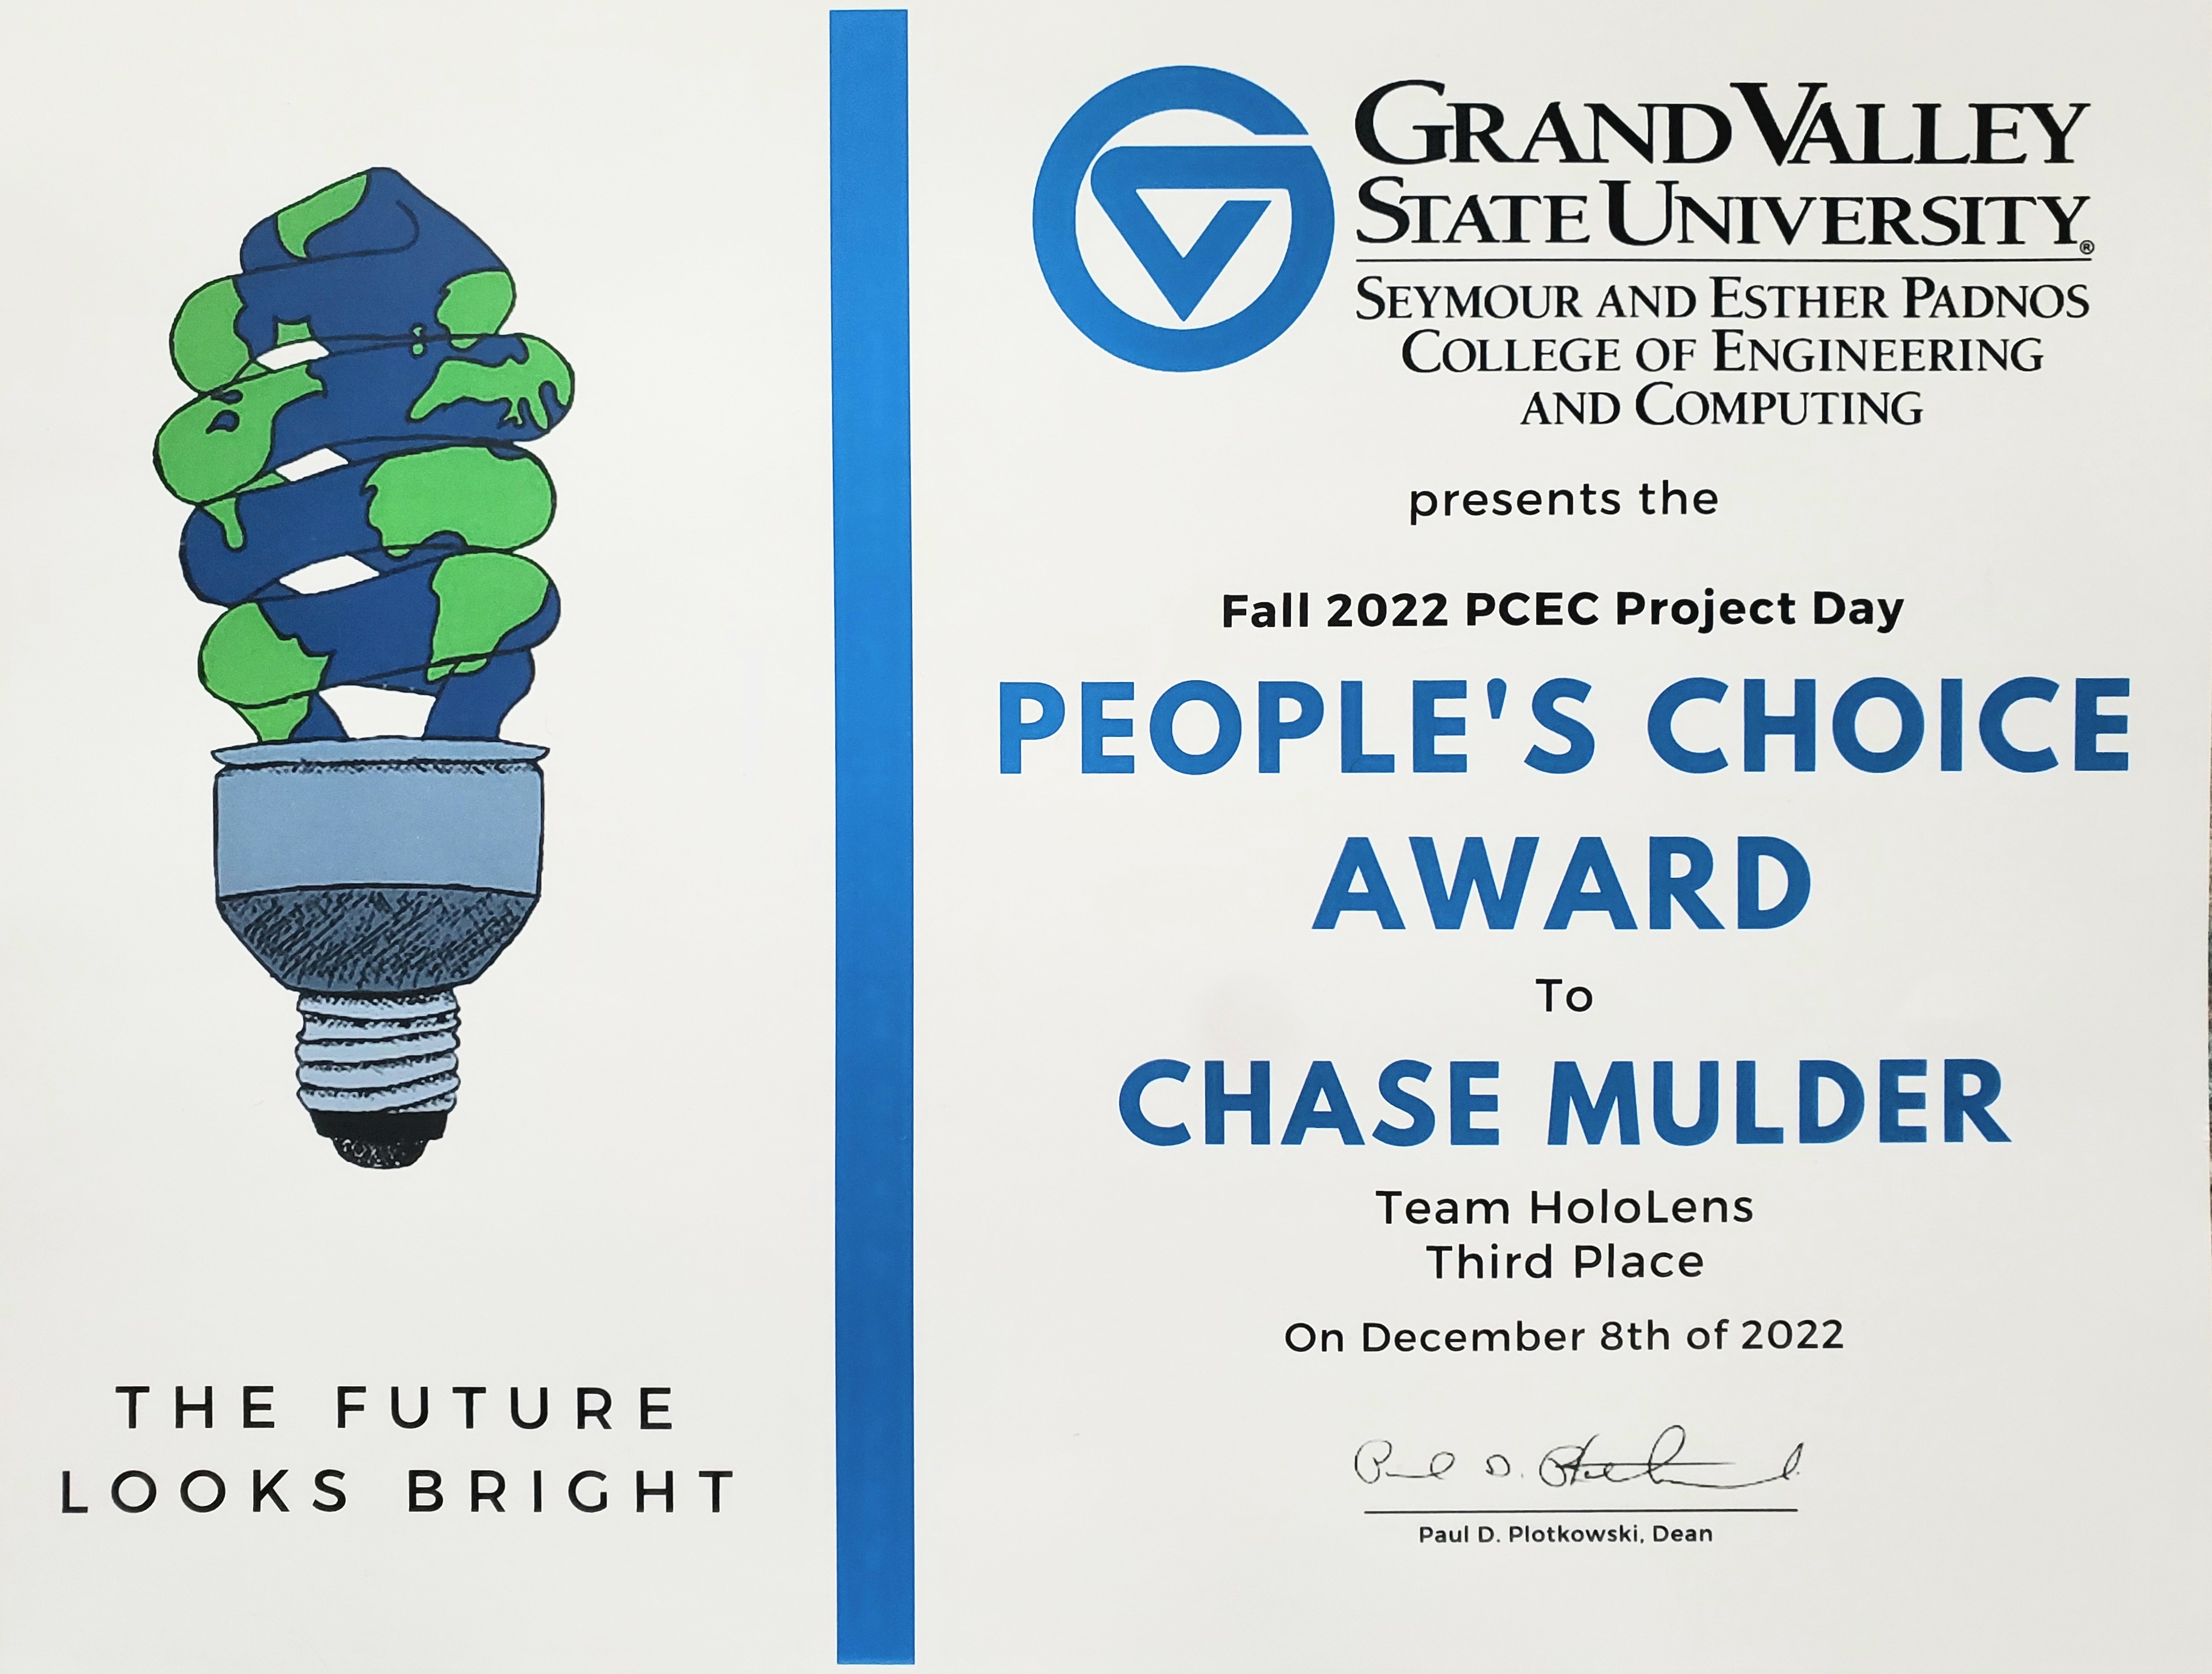 THE FUTURE
LOOKS BRIGHT
GRAND VALLEY
STATE UNIVERSITY®
SEYMOUR AND ESTHER PADNOS
COLLEGE OF ENGINEERING
AND COMPUTING
presents the
Fall 2022 PCEC Project Day
PEOPLE'S CHOICE
AWARD
To
CHASE MULDER
Team HoloLens
Third Place
On December 8th of 2022
Paul D. Plotkowski, Dean